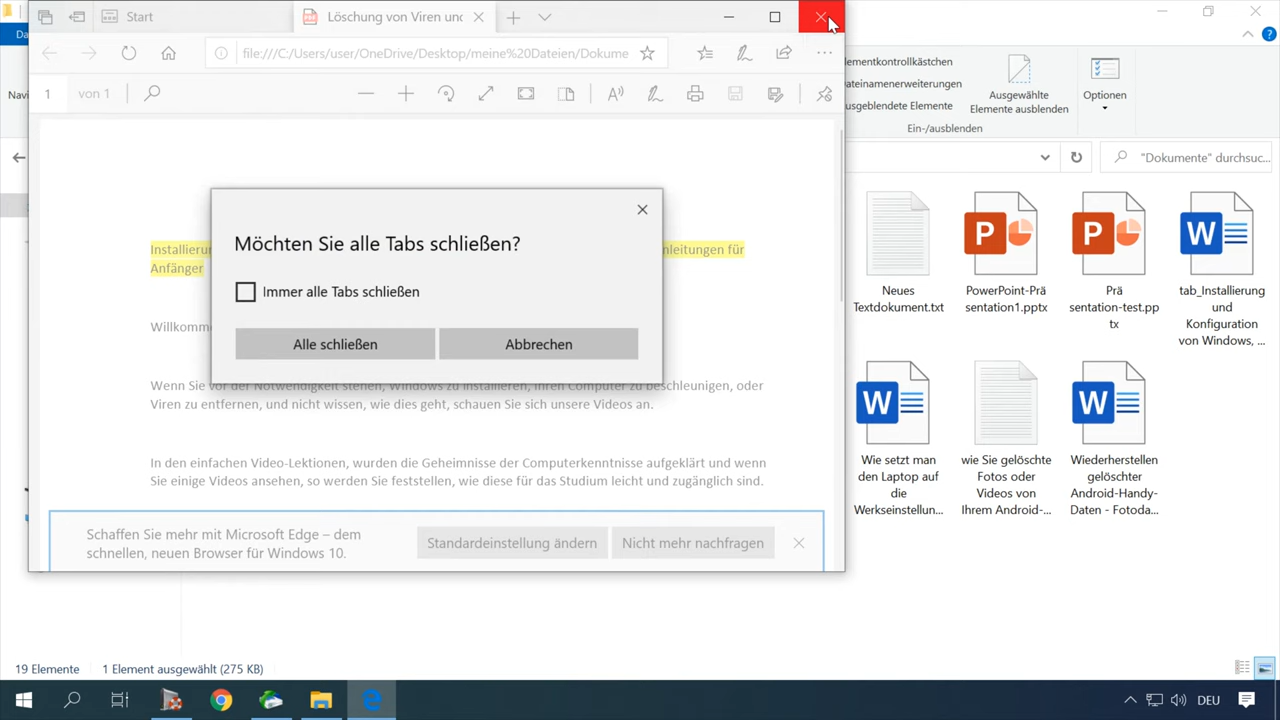 Start
Löschung von Viren und
Da
file:///C:/Users/user/OneDrive/Desktop/meine%20Dateien/Dokume
Navi
1 von 1
lementkontrollkästchen
ateinamenerweiterungen
usgeblendete Elemente
Ausgewählte
Elemente ausblenden
Optionen
Ein-/ausblenden
"Dokumente" durchsuc...
Installierun
nleitungen für
Anfänger
Willkomme
Möchten Sie alle Tabs schließen?
Immer alle Tabs schließen
Alle schließen
Abbrechen
Wenn Sie vor der Notwendigkeit stehen, Windows zu installieren, Ihren Computer zu beschleunigen, oder
Viren zu entfernen, und nicht wissen, wie dies geht, schauen Sie sich unsere Videos an.
In den einfachen Video-Lektionen, wurden die Geheimnisse der Computerkenntnisse aufgeklärt und wenn
Sie einige Videos ansehen, so werden Sie feststellen, wie diese für das Studium leicht und zugänglich sind.
Schaffen Sie mehr mit Microsoft Edge – dem
schnellen, neuen Browser für Windows 10.
Standardeinstellung ändern
Nicht mehr nachfragen
Neues
Textdokument.txt
PowerPoint-Prä
sentation1.pptx
Prä
sentation-test.pp
tx
tab_Installierung
und
Konfiguration
von Windows, ...
Wie setzt man
den Laptop auf
die
Werkseinstellun...
wie Sie gelöschte
Fotos oder
Videos von
Ihrem Android-...
Wiederherstellen
gelöschter
Android-Handy-
Daten - Fotoda...
19 Elemente
1 Element ausgewählt (275 KB)
DEU